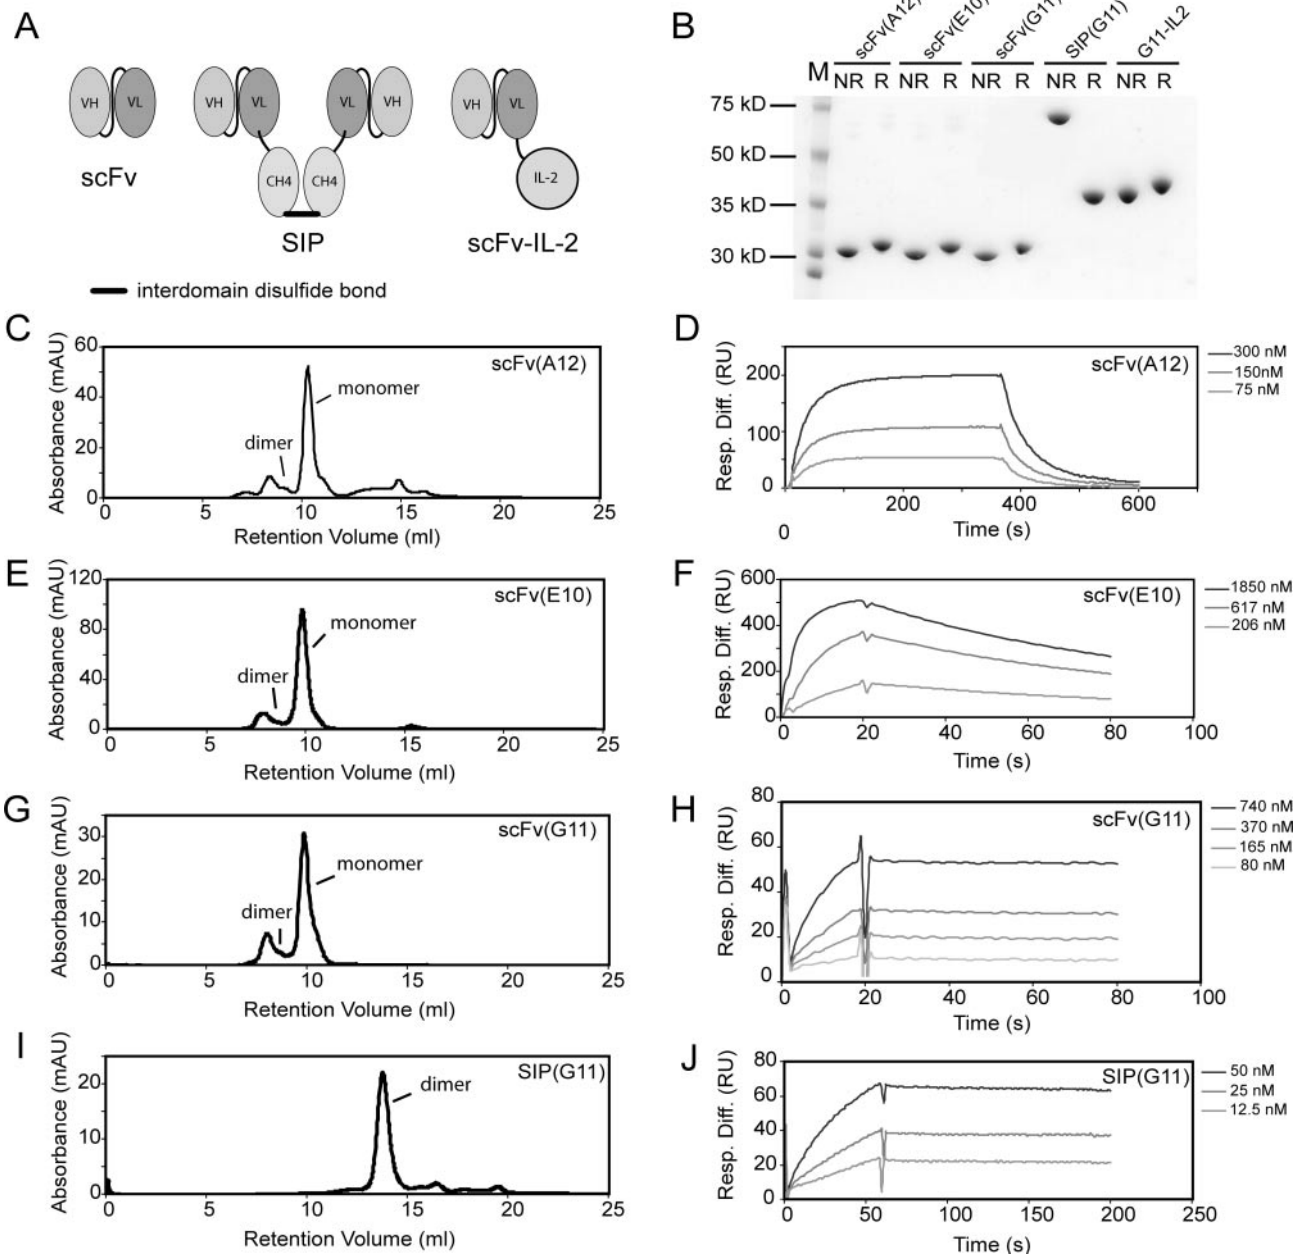 A
VH VL
VH VL VL VH
CH4 CH4
VH VL
IL-2
scFv
SIP
scFv-IL-2
interdomain disulfide bond
B
scFv(A12) scFv(E10) scFv(G11) SIP(G11) G11-IL2
M NR R NR R NR R NR R NR R
75 kD
50 kD
35 kD
30 kD
C
Absorbance (mAU)
60
40
20
0
scFv(A12)
monomer
dimer
5 10 15 20 25
Retention Volume (ml)
D
Resp. Diff. (RU)
200
100
0
scFv(A12)
300 nM
150nM
75 nM
0 200 400 600
Time (s)
E
Absorbance (mAU)
120
80
40
0
scFv(E10)
monomer
dimer
0 5 10 15 20 25
Retention Volume (ml)
F
Resp. Diff. (RU)
600
400
200
0
scFv(E10)
1850 nM
617 nM
206 nM
0 20 40 60 80 100
Time (s)
G
Absorbance (mAU)
30
20
10
0
scFv(G11)
monomer
dimer
5 10 15 20 25
Retention Volume (ml)
H
Resp. Diff. (RU)
80
60
40
20
0
scFv(G11)
740 nM
370 nM
165 nM
80 nM
0 20 40 60 80 100
Time (s)
I
Absorbance (mAU)
20
10
0
SIP(G11)
dimer
0 5 10 15 20 25
Retention Volume (ml)
J
Resp. Diff. (RU)
80
60
40
20
0
SIP(G11)
50 nM
25 nM
12.5 nM
0 50 100 150 200 250
Time (s)